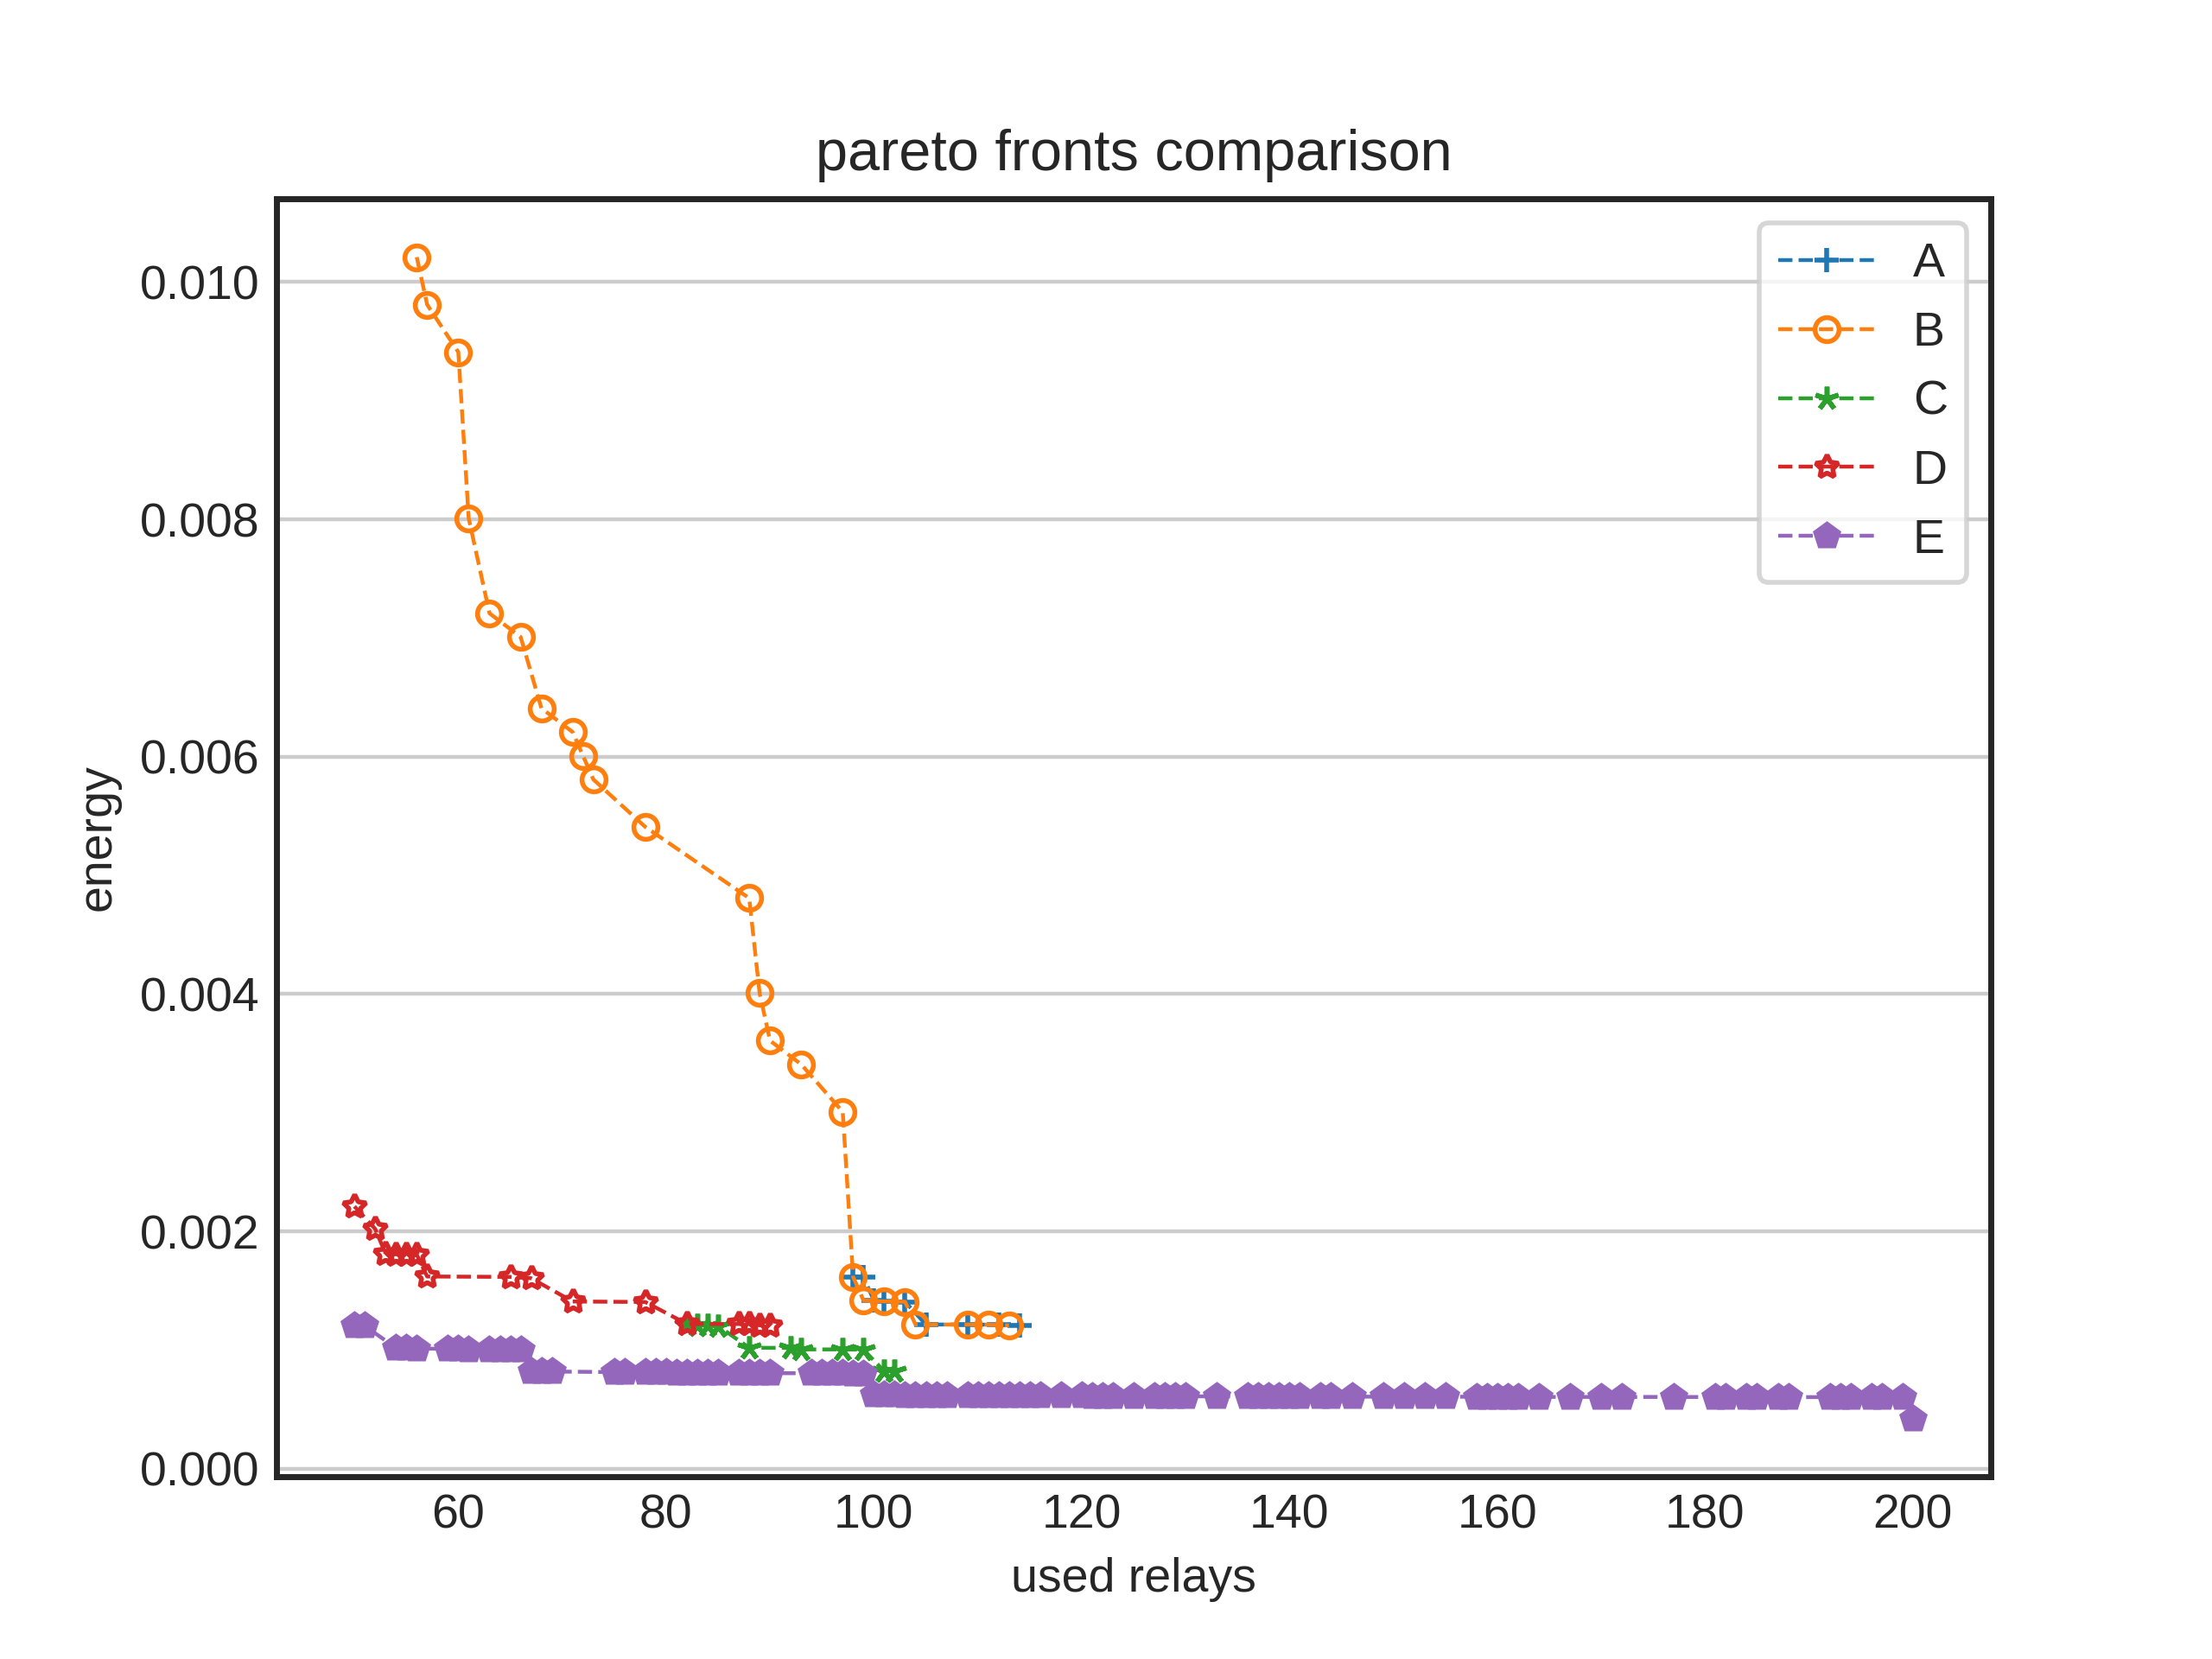 pareto fronts comparison
A
B
C
D
E
0.010
0.008
0.006
0.004
0.002
0.000
energy
60 80 100 120 140 160 180 200
used relays